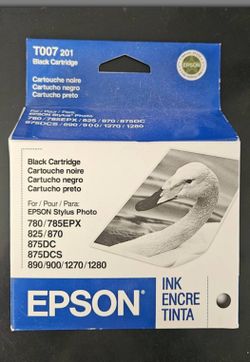 T007 201
Black Cartridge
Cartouche noire
Cartucho negro
Cartucho preto
For / Pour / Para:
EPSON Stylus Photo
780 / 785EPX / 825 / 870 / 875DC
875DCS / 890 / 900 / 1270 / 1280
EPSON
Black Cartridge
Cartouche noire
Cartucho negro
Cartucho preto
For / Pour / Para:
EPSON Stylus Photo
780/785EPX
825/870
875DC
875DCS
890/900/1270/1280
EPSON®
INK
ENCRE
TINTA